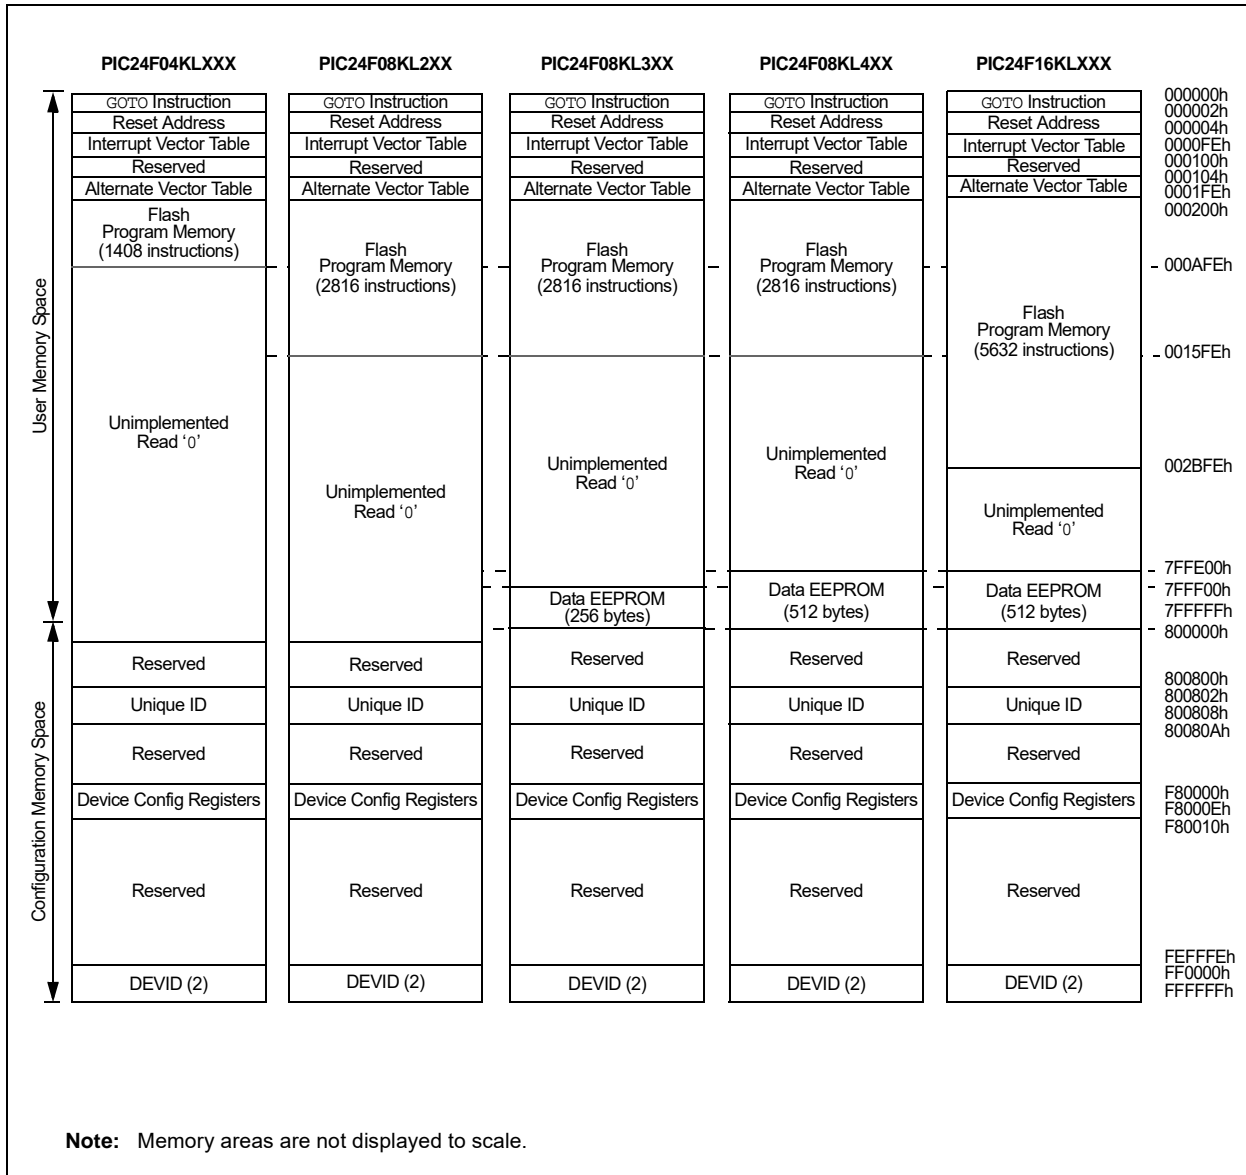 PIC24F04KLXXX
PIC24F08KL2XX
PIC24F08KL3XX
PIC24F08KL4XX
PIC24F16KLXXX
User Memory Space
Configuration Memory Space
GOTO Instruction
Reset Address
Interrupt Vector Table
Reserved
Alternate Vector Table
Flash
Program Memory
(1408 instructions)
Unimplemented
Read ‘0’
Reserved
Unique ID
Reserved
Device Config Registers
Reserved
DEVID (2)
GOTO Instruction
Reset Address
Interrupt Vector Table
Reserved
Alternate Vector Table
Flash
Program Memory
(2816 instructions)
Unimplemented
Read ‘0’
Reserved
Unique ID
Reserved
Device Config Registers
Reserved
DEVID (2)
GOTO Instruction
Reset Address
Interrupt Vector Table
Reserved
Alternate Vector Table
Flash
Program Memory
(2816 instructions)
Unimplemented
Read ‘0’
Data EEPROM
(256 bytes)
Reserved
Unique ID
Reserved
Device Config Registers
Reserved
DEVID (2)
GOTO Instruction
Reset Address
Interrupt Vector Table
Reserved
Alternate Vector Table
Flash
Program Memory
(2816 instructions)
Unimplemented
Read ‘0’
Data EEPROM
(512 bytes)
Reserved
Unique ID
Reserved
Device Config Registers
Reserved
DEVID (2)
GOTO Instruction
Reset Address
Interrupt Vector Table
Reserved
Alternate Vector Table
Flash
Program Memory
(5632 instructions)
Unimplemented
Read ‘0’
Data EEPROM
(512 bytes)
Reserved
Unique ID
Reserved
Device Config Registers
Reserved
DEVID (2)
000000h
000002h
000004h
0000FEh
000100h
000104h
0001FEh
000200h
000AFEh
0015FEh
002BFEh
7FFE00h
7FFF00h
7FFFFFh
800000h
800800h
800802h
800808h
80080Ah
F80000h
F8000Eh
F80010h
FEFFFEh
FF0000h
FFFFFFh
Note: Memory areas are not displayed to scale.